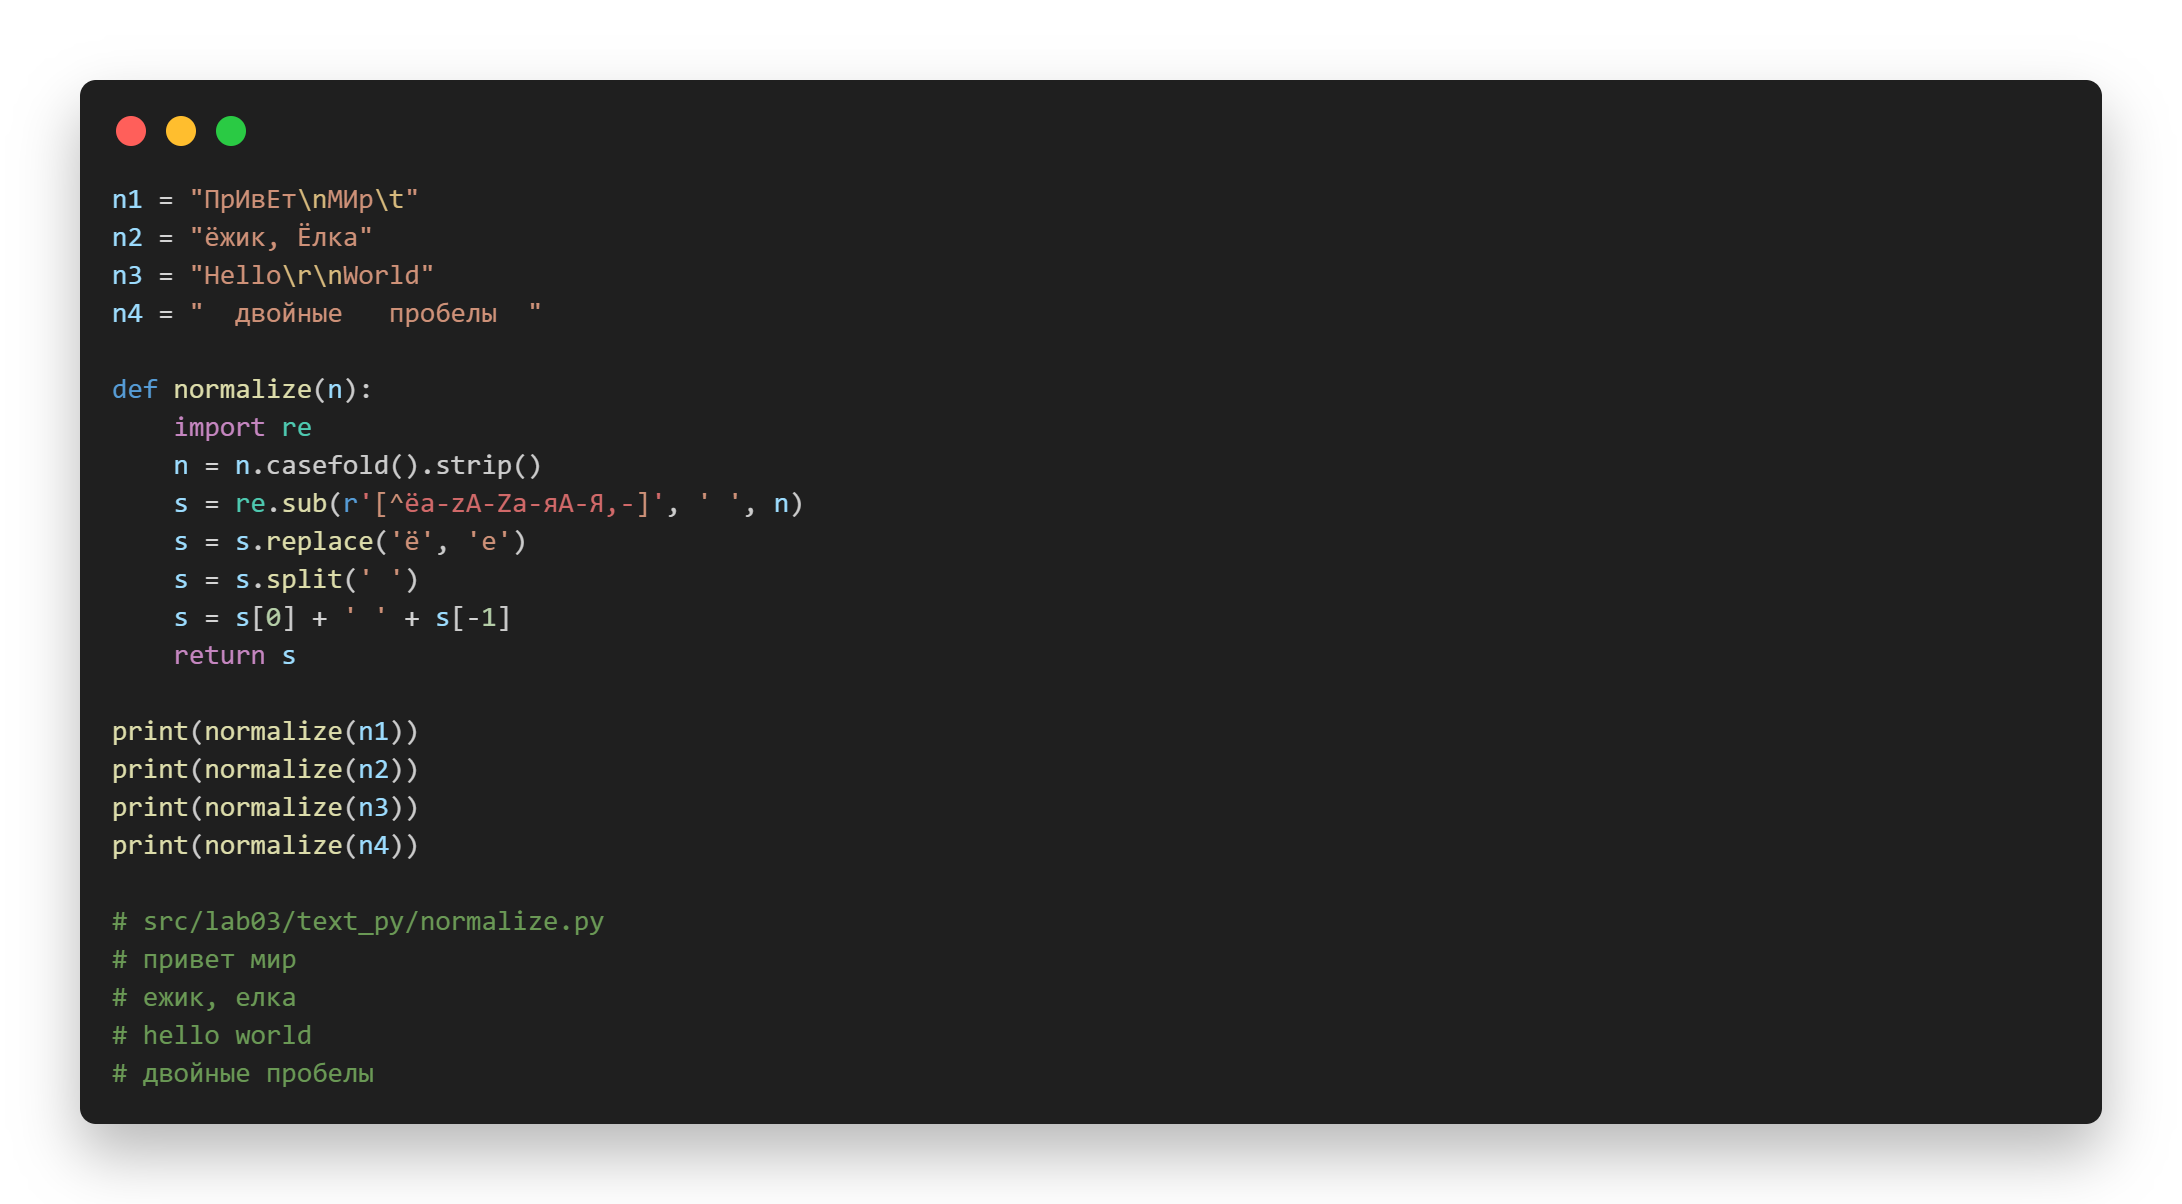 n1 = "ПрИвЕт\nМИр\t"
n2 = "ёжик, Ёлка"
n3 = "Hello\r\nWorld"
n4 = "  двойные   пробелы  "

def normalize(n):
    import re
    n = n.casefold().strip()
    s = re.sub(r'[^ёa-zA-Zа-яА-Я,-]', ' ', n)
    s = s.replace('ё', 'е')
    s = s.split(' ')
    s = s[0] + ' ' + s[-1]
    return s

print(normalize(n1))
print(normalize(n2))
print(normalize(n3))
print(normalize(n4))

# src/lab03/text_py/normalize.py
# привет мир
# ежик, елка
# hello world
# двойные пробелы